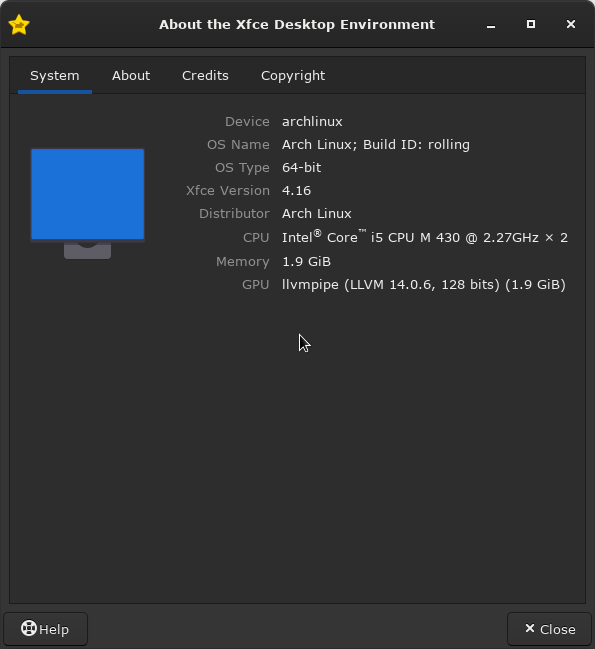 About the Xfce Desktop Environment
System About Credits Copyright
Device archlinux
OS Name Arch Linux; Build ID: rolling
OS Type 64-bit
Xfce Version 4.16
Distributor Arch Linux
CPU Intel® Core™ i5 CPU M 430 @ 2.27GHz × 2
Memory 1.9 GiB
GPU llvmpipe (LLVM 14.0.6, 128 bits) (1.9 GiB)
Help Close